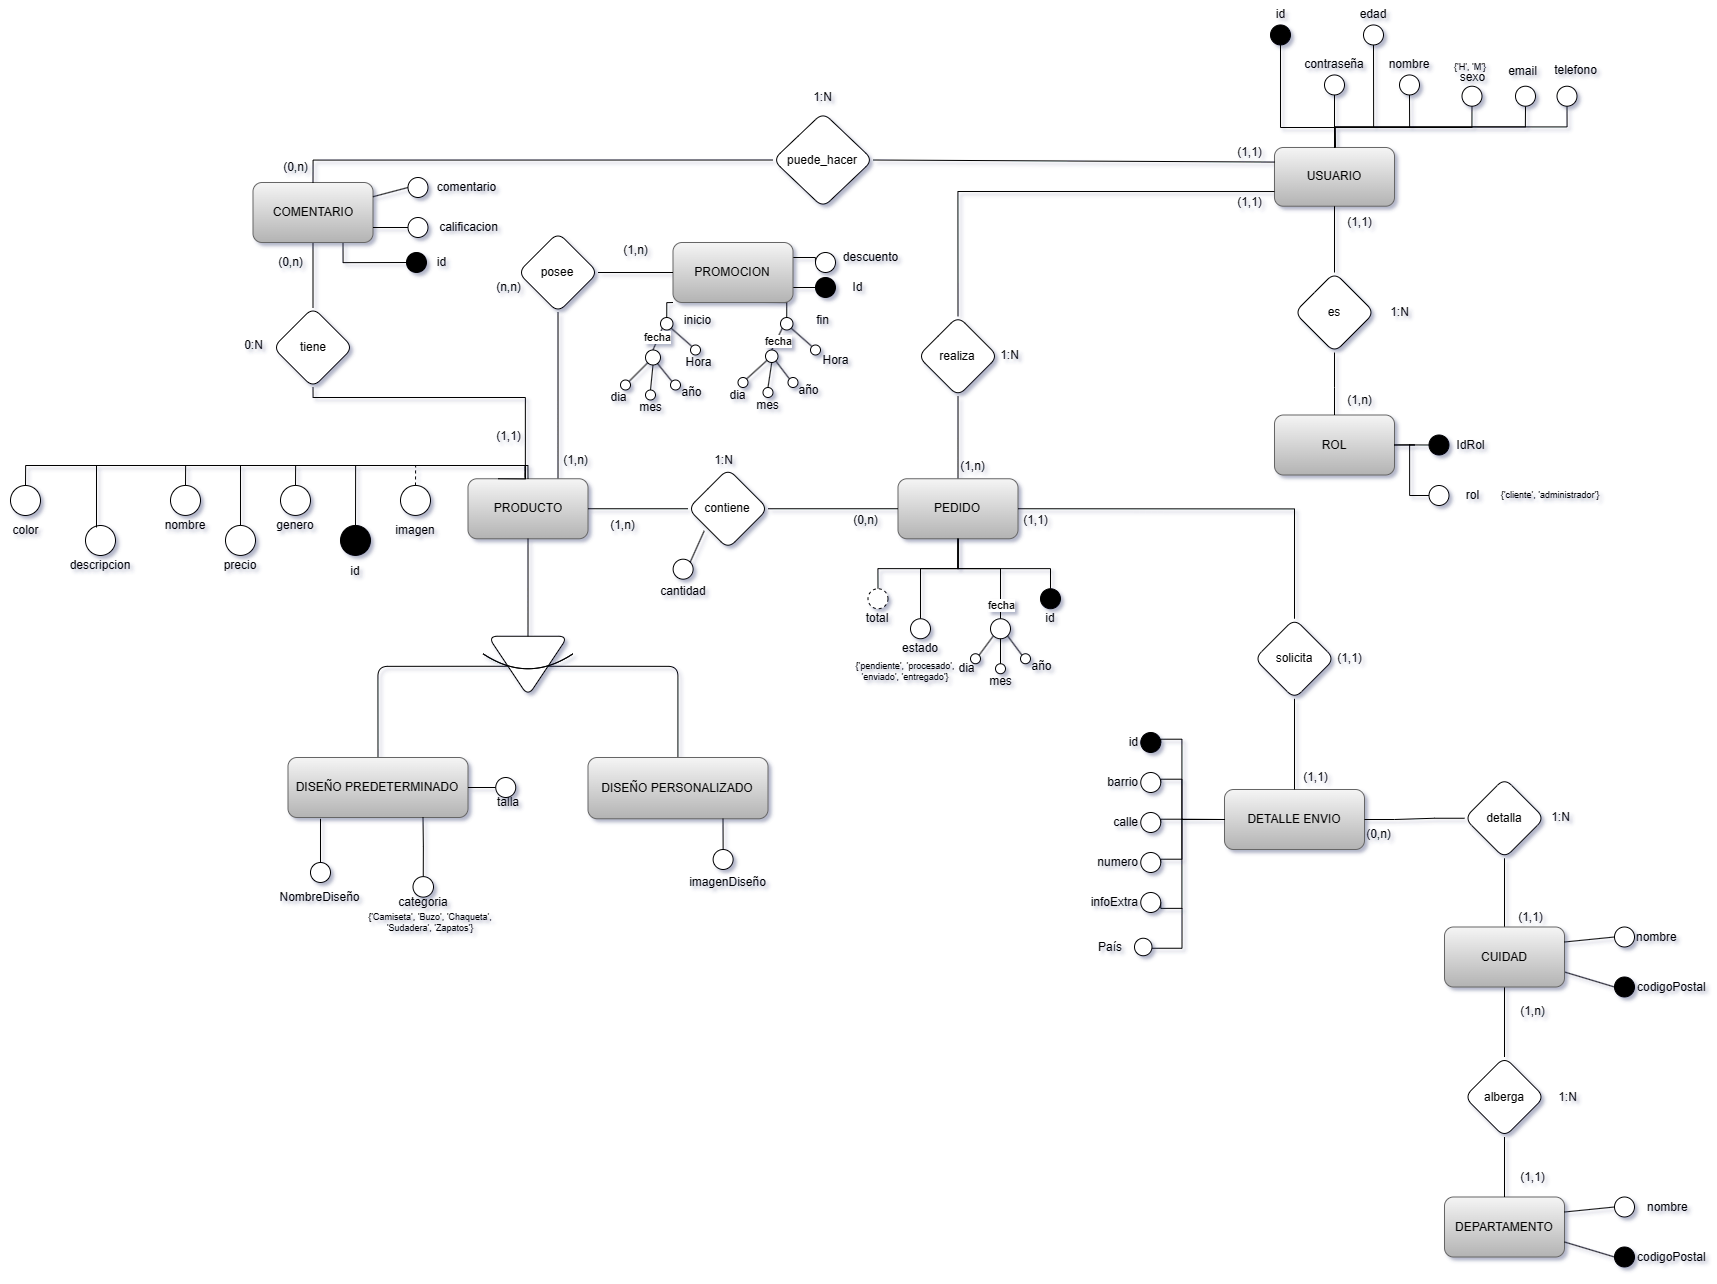 id
edad
contraseña
nombre
{'H', 'M'}
sexo
email
telefono
1:N
puede_hacer
(0,n)
(1,1)
USUARIO
(1,1)
(1,1)
COMENTARIO
comentario
calificacion
id
(0,n)
posee
(1,n)
(n,n)
PROMOCION
descuento
Id
inicio
fecha
Hora
dia
mes
año
fin
fecha
Hora
dia
mes
año
es
1:N
0:N
tiene
realiza
1:N
(1,n)
ROL
IdRol
rol
{'cliente', 'administrador'}
(1,1)
(1,n)
1:N
(1,n)
color
descripcion
nombre
precio
genero
id
imagen
PRODUCTO
(1,n)
contiene
cantidad
(0,n)
PEDIDO
(1,1)
total
estado
{'pendiente', 'procesado',
'enviado', 'entregado'}
fecha
dia
mes
año
id
solicita
(1,1)
DISEÑO PREDETERMINADO
talla
NombreDiseño
categoria
{'Camiseta', 'Buzo', 'Chaqueta',
'Sudadera', 'Zapatos'}
DISEÑO PERSONALIZADO
imagenDiseño
id
barrio
calle
numero
infoExtra
País
(1,1)
DETALLE ENVIO
(0,n)
detalla
1:N
(1,1)
CUIDAD
nombre
codigoPostal
(1,n)
alberga
1:N
(1,1)
DEPARTAMENTO
nombre
codigoPostal